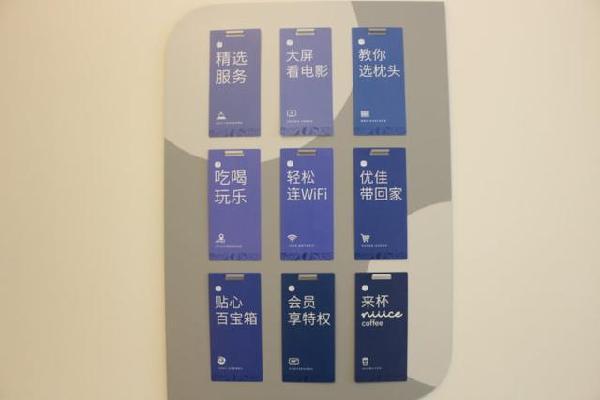 精选
服务
大屏
看电影
教你
选枕头
吃喝
玩乐
轻松
连WiFi
优佳
带回家
贴心
百宝箱
会员
享特权
来杯
niiice
coffee